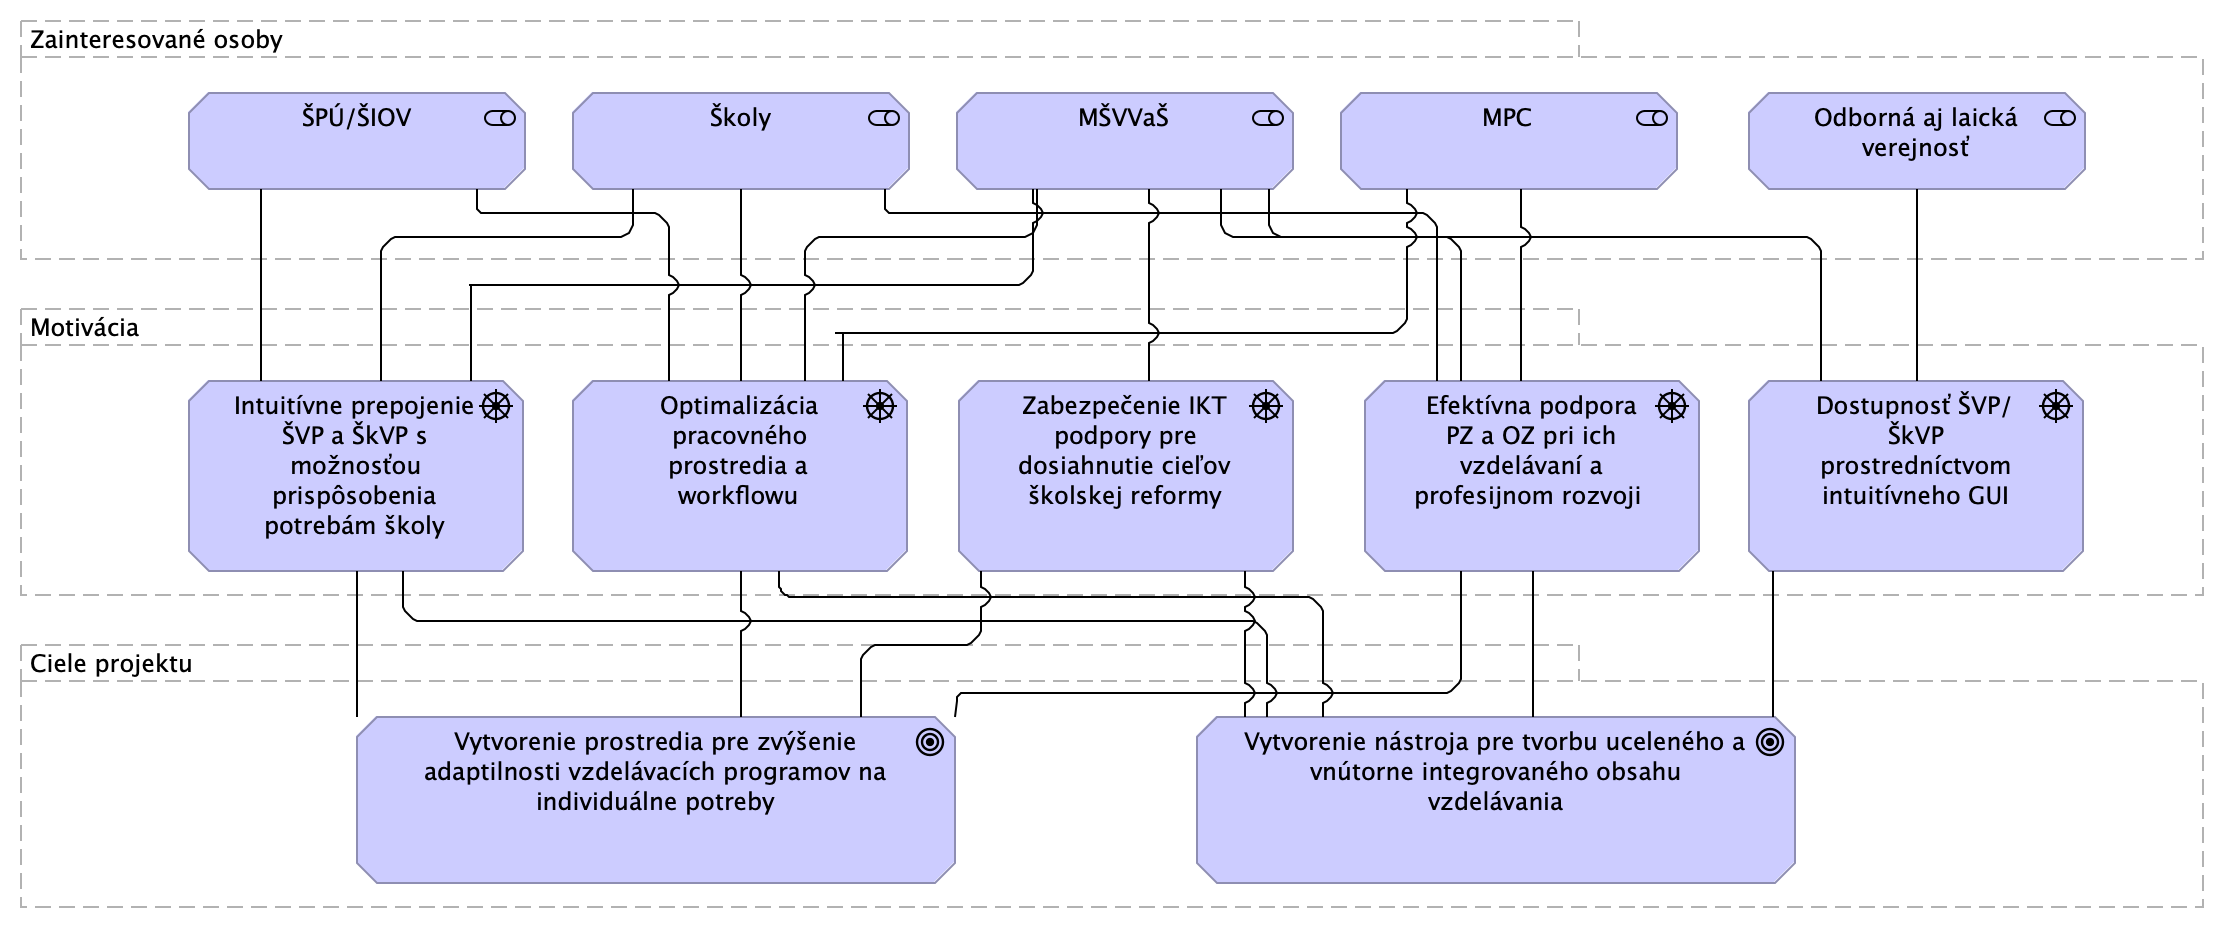 Zainteresované osoby
ŠPÚ/ŠIOV
Školy
MŠVVaŠ
MPC
Odborná aj laická
verejnosť
Motivácia
Intuitívne prepojenie
ŠVP a ŠkVP s
možnosťou
prispôsobenia
potrebám školy
Optimalizácia
pracovného
prostredia a
workflowu
Zabezpečenie IKT
podpory pre
dosiahnutie cieľov
školskej reformy
Efektívna podpora
PZ a OZ pri ich
vzdelávaní a
profesijnom rozvoji
Dostupnosť ŠVP/
ŠkVP
prostredníctvom
intuitívneho GUI
Ciele projektu
Vytvorenie prostredia pre zvýšenie
adaptilnosti vzdelávacích programov na
individuálne potreby
Vytvorenie nástroja pre tvorbu uceleného a
vnútorne integrovaného obsahu
vzdelávania